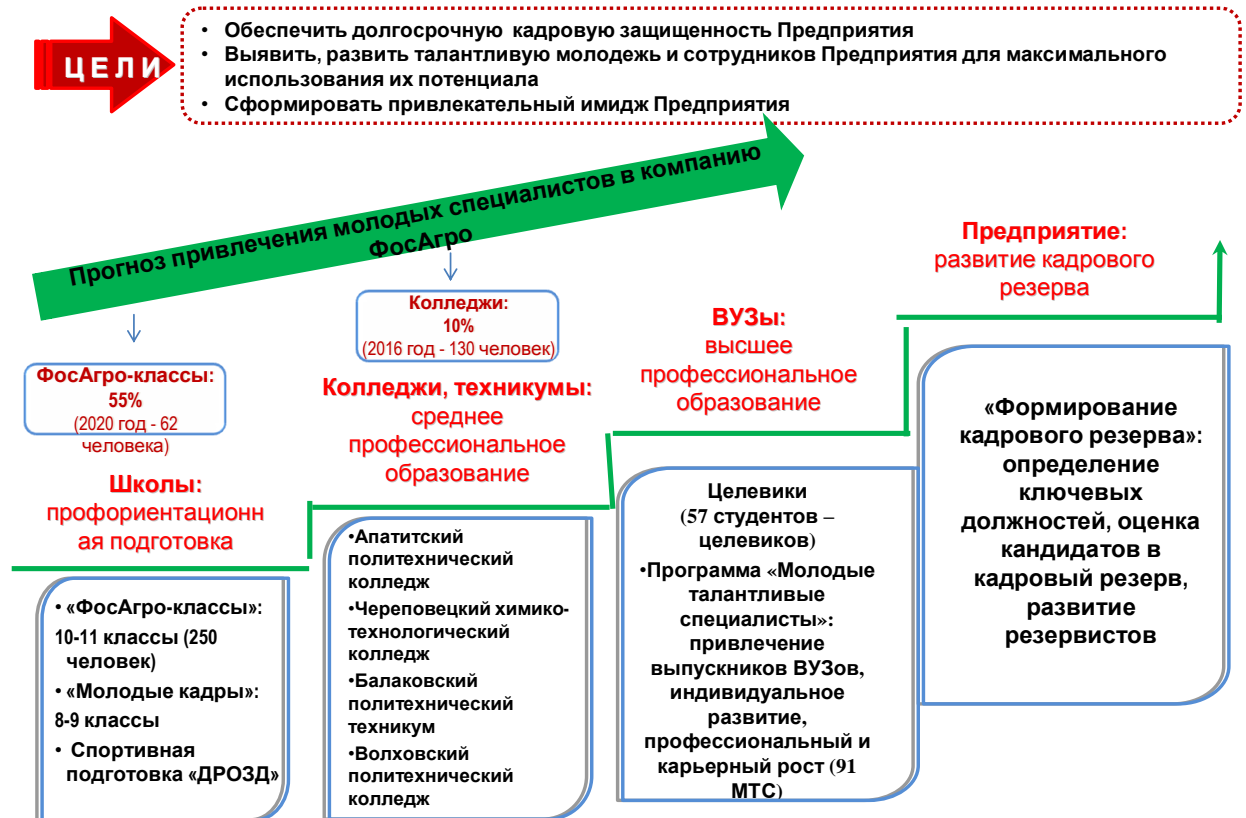 ЦЕЛИ
• Обеспечить долгосрочную кадровую защищенность Предприятия
• Выявить, развить талантливую молодежь и сотрудников Предприятия для максимального
использования их потенциала
• Сформировать привлекательный имидж Предприятия
Прогноз привлечения молодых специалистов в компанию
ФосАгро
ФосАгро-классы:
55%
(2020 год - 62
человека)
Колледжи:
10%
(2016 год - 130 человек)
Школы:
профориентационн
ая подготовка
• «ФосАгро-классы»:
10-11 классы (250
человек)
• «Молодые кадры»:
8-9 классы
• Спортивная
подготовка «ДРОЗД»
Колледжи, техникумы:
среднее
профессиональное
образование
•Апатитский
политехнический
колледж
•Череповецкий химико-
технологический
колледж
•Балаковский
политехнический
техникум
•Волховский
политехнический
колледж
ВУЗы:
высшее
профессиональное
образование
Целевики
(57 студентов –
целевиков)
•Программа «Молодые
талантливые
специалисты»:
привлечение
выпускников ВУЗов,
индивидуальное
развитие,
профессиональный и
карьерный рост (91
МТС)
Предприятие:
развитие кадрового
резерва
«Формирование
кадрового резерва»:
определение
ключевых
должностей, оценка
кандидатов в
кадровый резерв,
развитие
резервистов